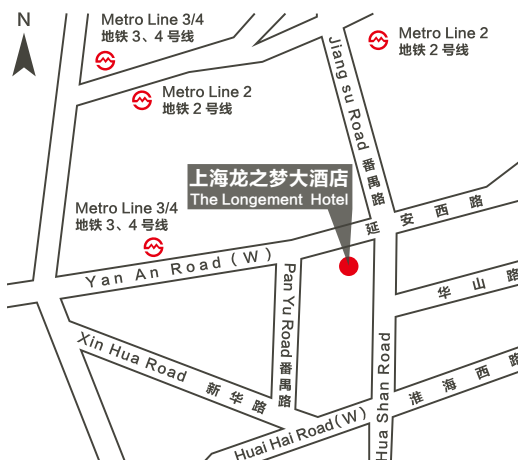 N
Metro Line 3/4
地铁 3、4 号线
Metro Line 2
地铁 2 号线
Metro Line 2
地铁 2 号线
Jiang su Road 番禺路
上海龙之梦大酒店
The Longement Hotel
Metro Line 3/4
地铁 3、4 号线
Yan An Road (W) 延安西路
Pan Yu Road 番禺路
华山路
Xin Hua Road 新华路
Hua Shan Road
Huai Hai Road(W) 淮海西路